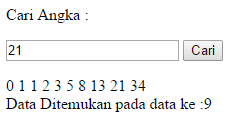 Cari Angka :
21 Cari
0 1 1 2 3 5 8 13 21 34
Data Ditemukan pada data ke :9